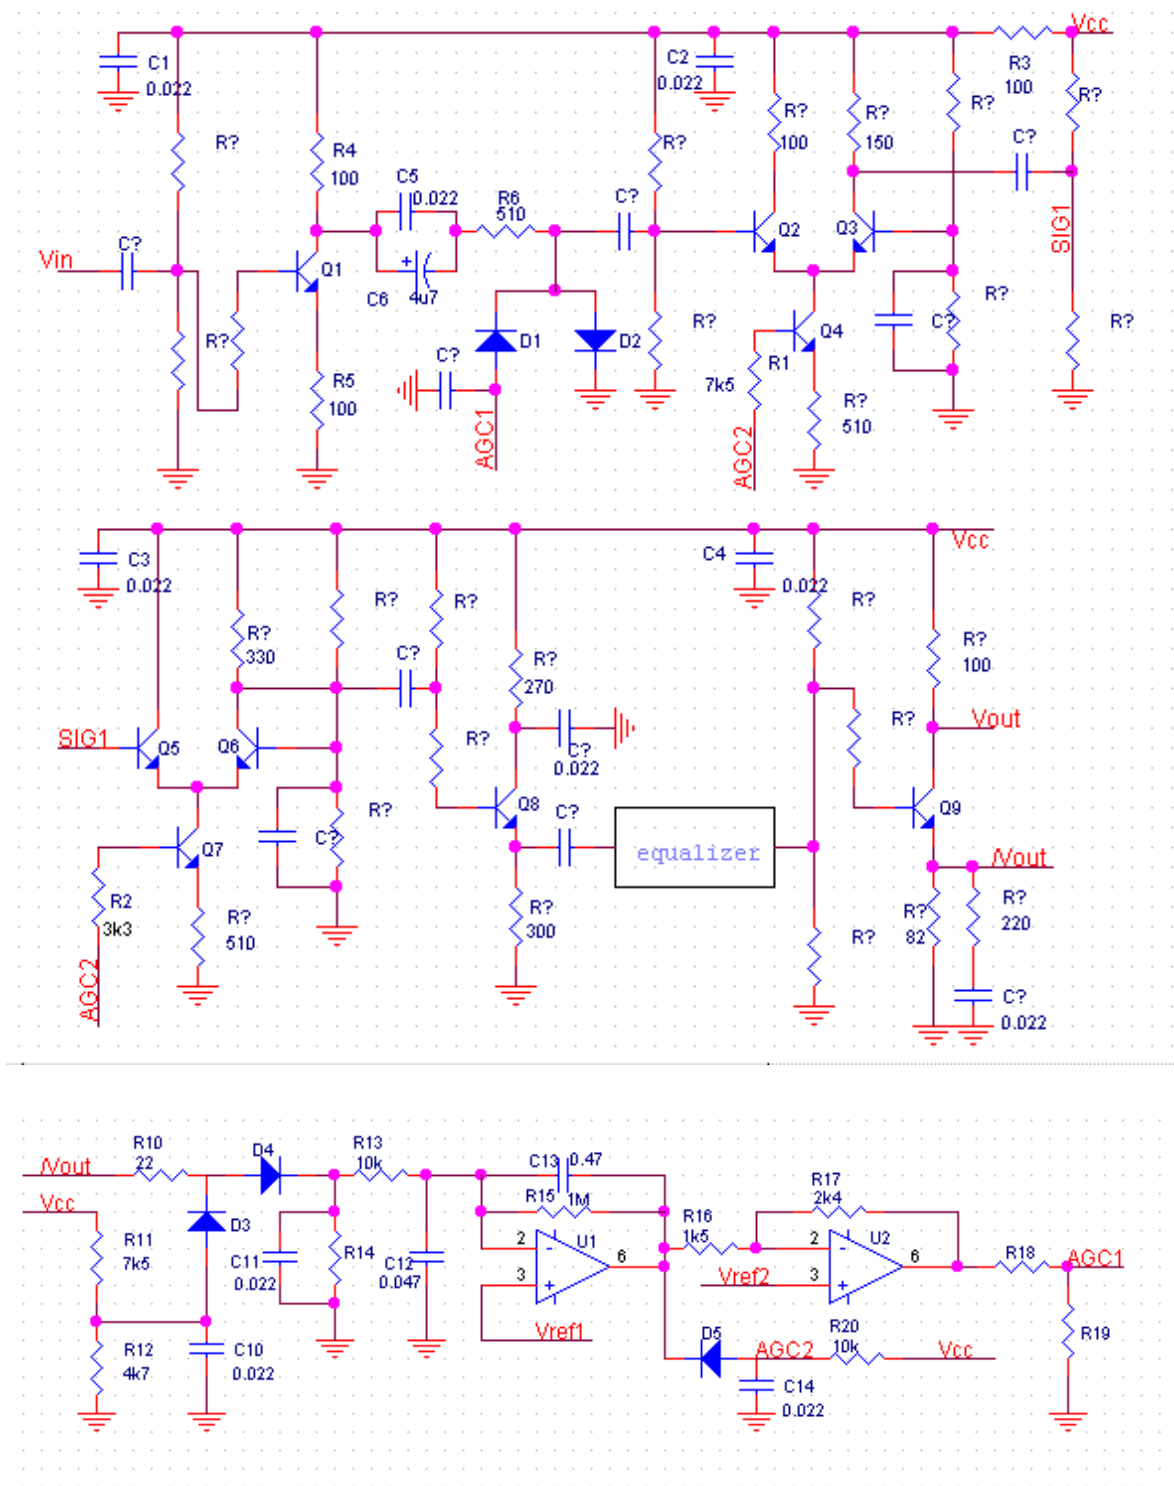 Vcc
C1
0.022
C2
0.022
R3
100
R?
R?
100
R?
150
R?
R?
R?
R4
100
C?
C5
0.022
R6
510
C?
Vin
C?
Q1
C6
+
4u7
Q2
Q3
SIG1
R?
D1
D2
R?
R1
Q4
C?
R?
R?
C?
R5
100
7k5
R?
510
AGC1
AGC2
Vcc
C3
0.022
C4
0.022
R?
R?
R?
R?
330
C?
R?
270
R?
100
SIG1
Q5
Q6
R?
C?
0.022
R?
Vout
R?
C?
Q8
C?
Q9
Q7
equalizer
/Vout
R2
3k3
R?
510
R?
300
R?
R?
82
R?
220
AGC2
C?
0.022
/Vout
R10
22
D4
R13
10k
C13
0.47
R17
2k4
Vcc
R15
1M
R11
7k5
D3
C11
0.022
R14
C12
0.047
2
-
U1
6
3
+
R16
1k5
2
-
U2
6
3
+
R18
AGC1
Vref2
Vref1
R12
4k7
C10
0.022
D5
AGC2
R20
10k
Vcc
R19
C14
0.022